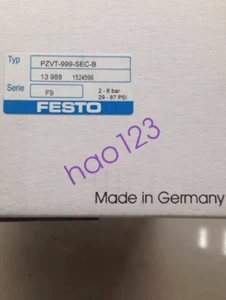 Typ PZVT-999-SEC-B
13 988 1524596
Serie F9 2 - 6 bar
29 - 87 PSI
FESTO
hao123
Made in Germany